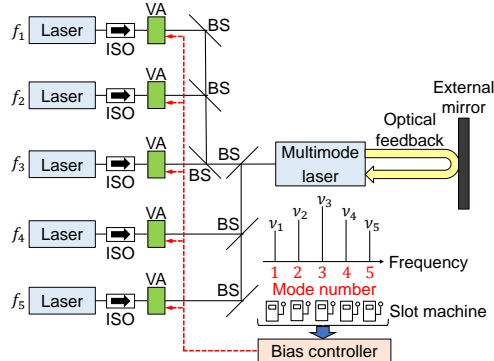 VA
BS
f1 Laser
ISO
VA
BS
f2 Laser
ISO
External
mirror
VA
BS
Optical
feedback
f3 Laser
BS
Multimode
laser
ISO
VA
BS
ν1 ν2 ν3 ν4 ν5
f4 Laser
Frequency
ISO
1 2 3 4 5
Mode number
VA
BS
Slot machine
f5 Laser
ISO
Bias controller